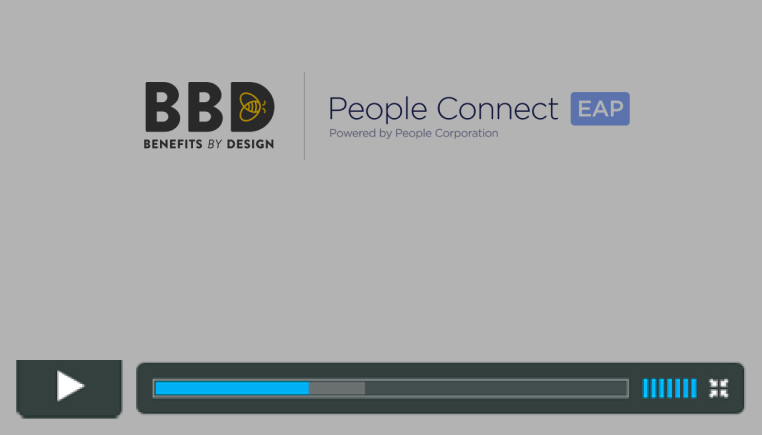 BBD
BENEFITS BY DESIGN
People Connect EAP
Powered by People Corporation